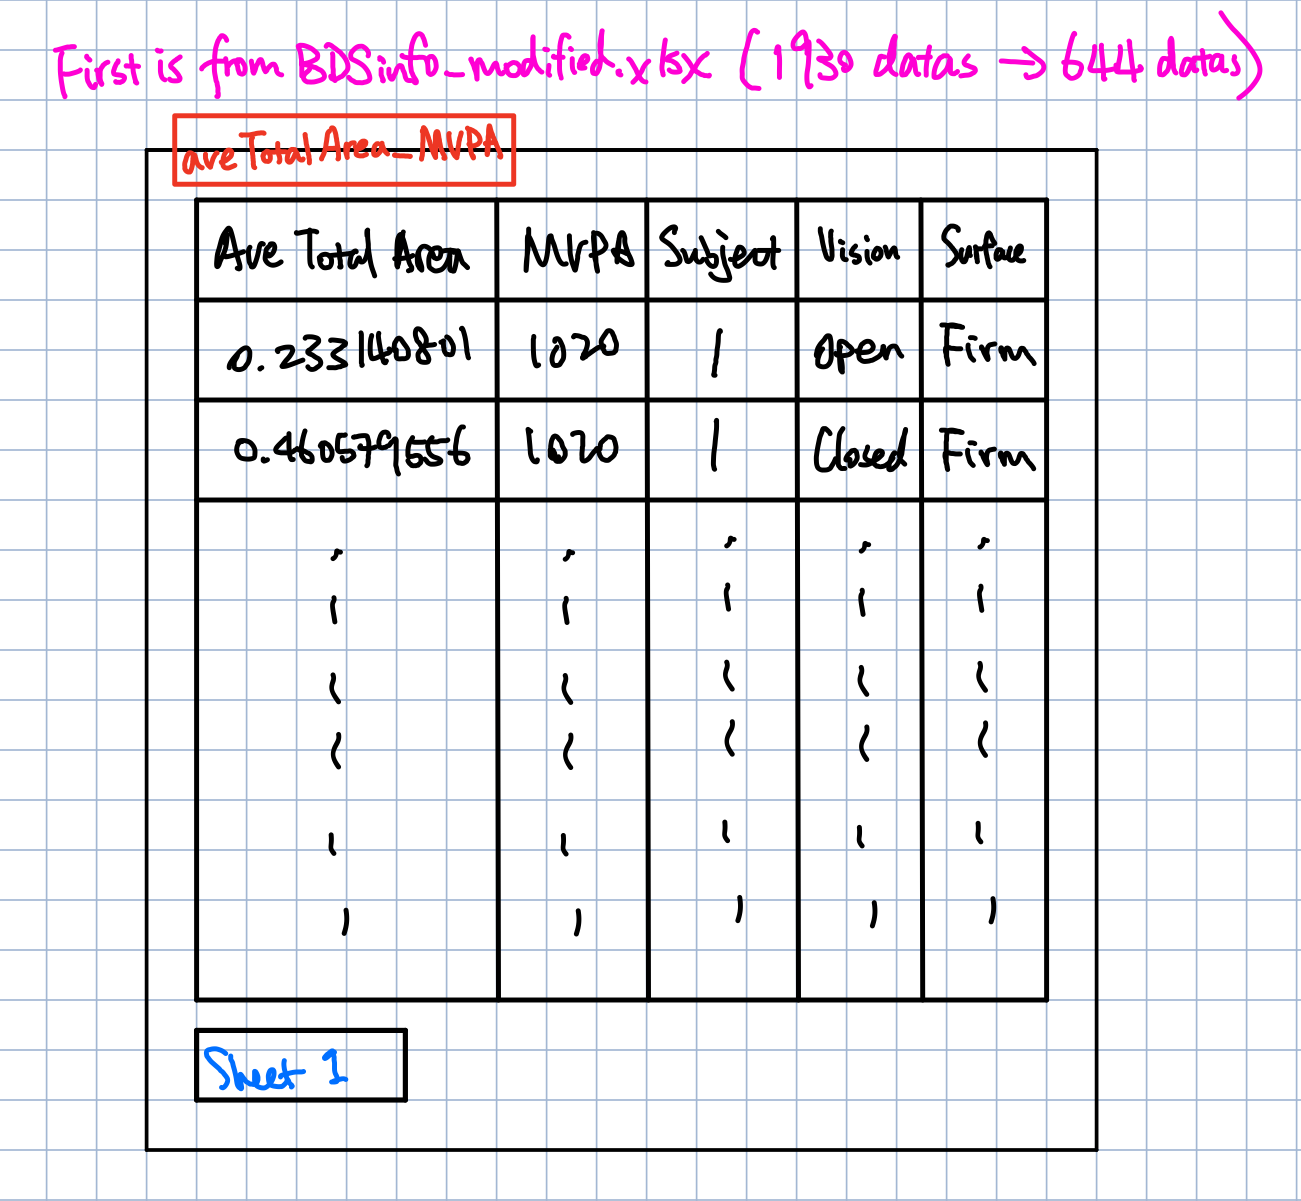 First is from BDSinfo_modified.xlsx (1930 datas → 644 datas)
aveTotalArea_MVPA
Ave Total Area MVPA Subject Vision Surface
0.233140801 1020 1 Open Firm
0.460579656 1020 1 Closed Firm
Sheet 1